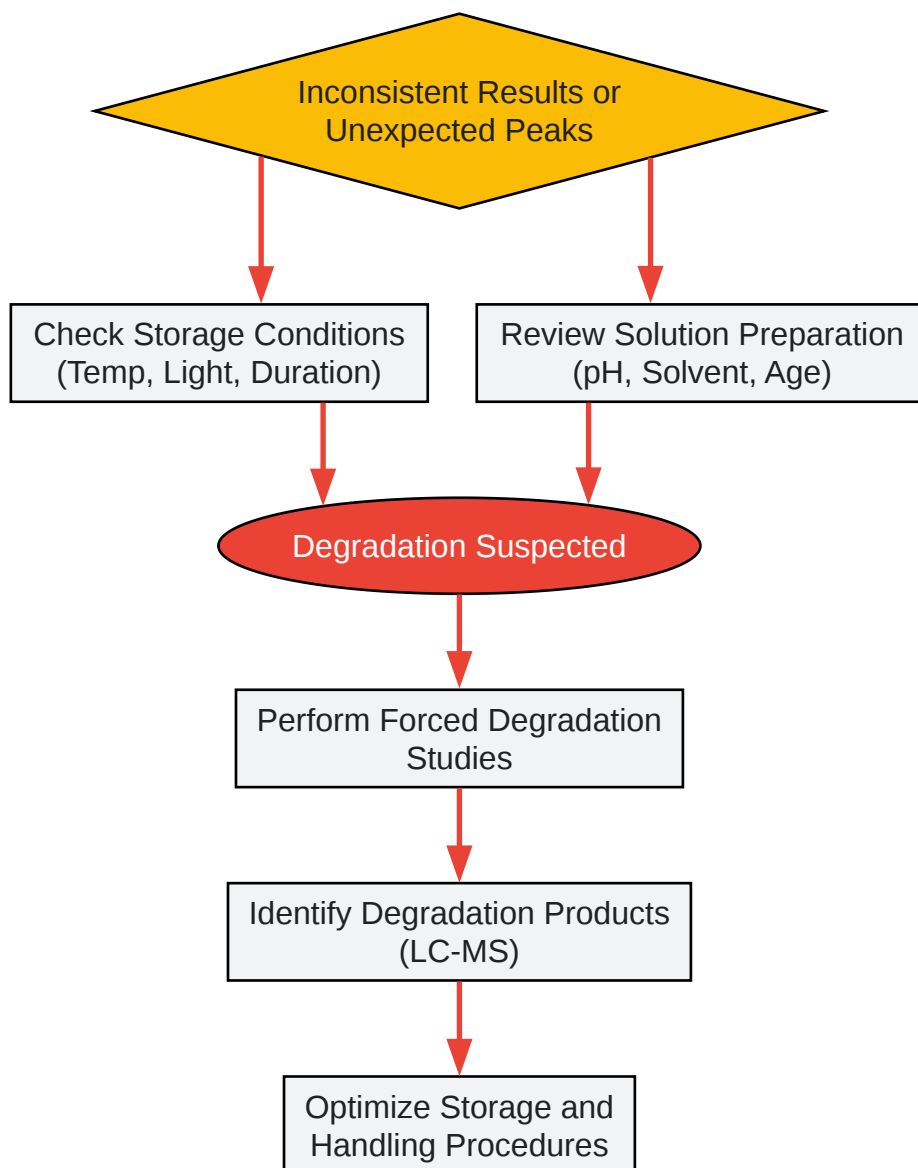 Inconsistent Results or
Unexpected Peaks
Check Storage Conditions
(Temp, Light, Duration)
Review Solution Preparation
(pH, Solvent, Age)
Degradation Suspected
Perform Forced Degradation
Studies
Identify Degradation Products
(LC-MS)
Optimize Storage and
Handling Procedures